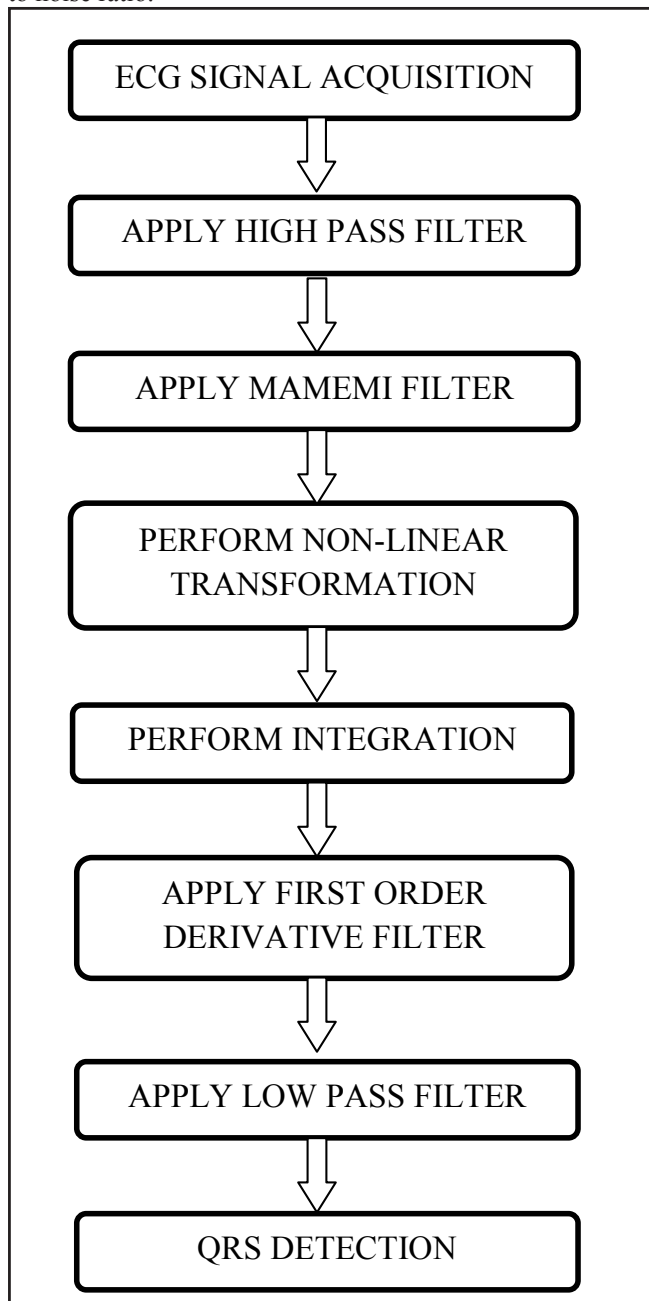 to noise ratio.
ECG SIGNAL ACQUISITION
APPLY HIGH PASS FILTER
APPLY MAMEMI FILTER
PERFORM NON-LINEAR
TRANSFORMATION
PERFORM INTEGRATION
APPLY FIRST ORDER
DERIVATIVE FILTER
APPLY LOW PASS FILTER
QRS DETECTION